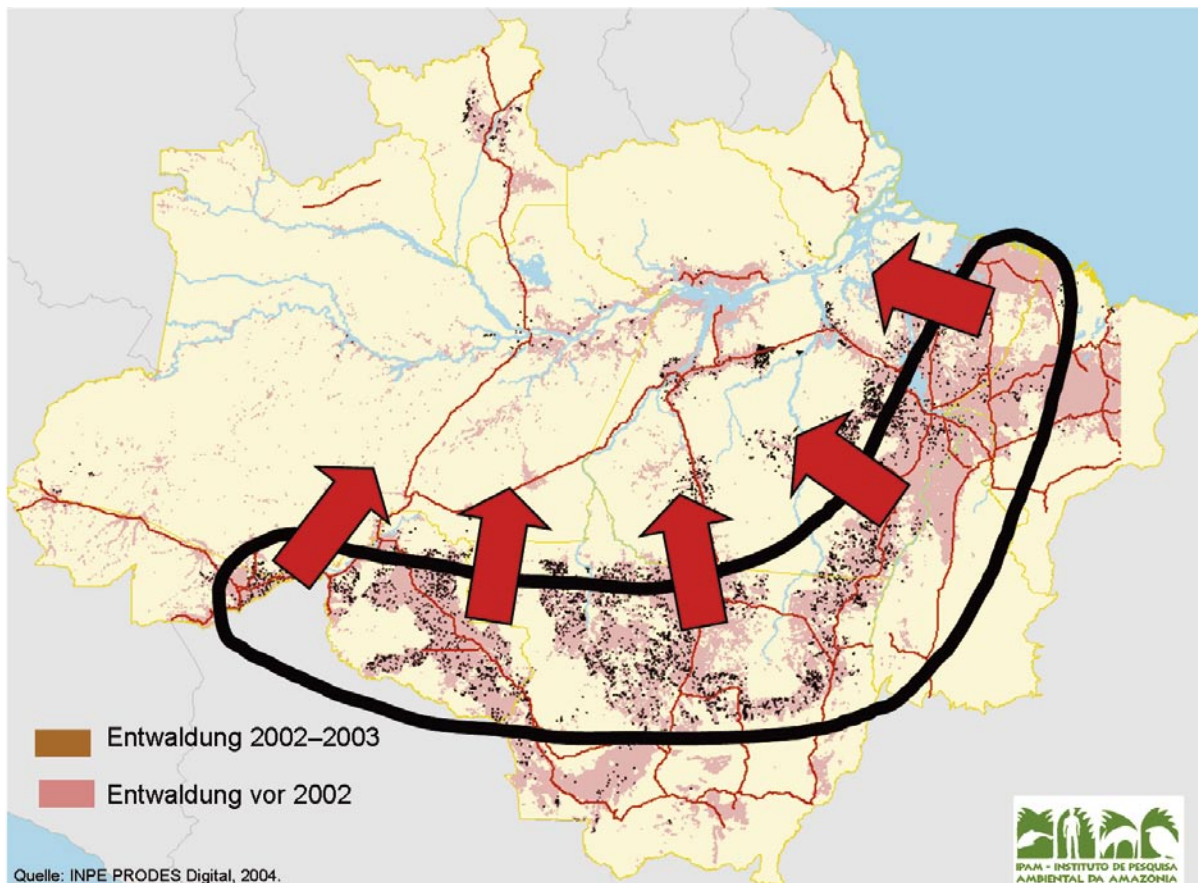 Entwaldung 2002–2003
Entwaldung vor 2002
Quelle: INPE PRODES Digital, 2004.
IPAM - INSTITUTO DE PESQUISA
AMBIENTAL DA AMAZÔNIA